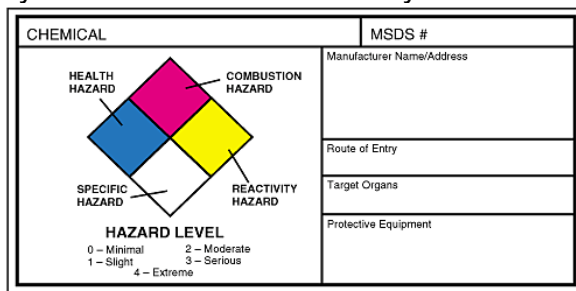 CHEMICAL
MSDS #
HEALTH
HAZARD
COMBUSTION
HAZARD
SPECIFIC
HAZARD
REACTIVITY
HAZARD
HAZARD LEVEL
0 – Minimal 2 – Moderate
1 – Slight 3 – Serious
4 – Extreme
Manufacturer Name/Address
Route of Entry
Target Organs
Protective Equipment